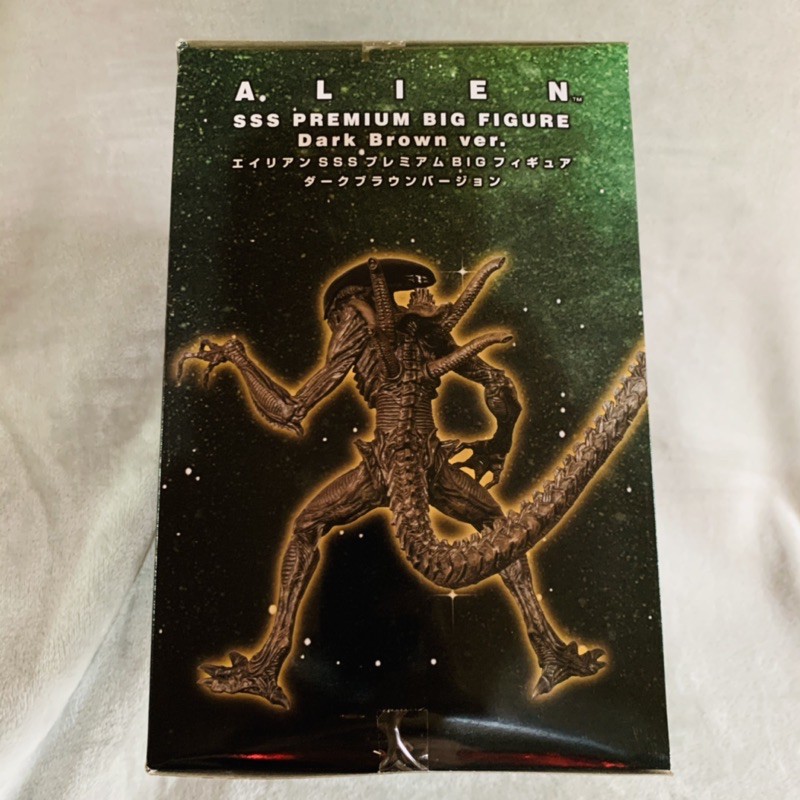 A L I E N™
SSS PREMIUM BIG FIGURE
Dark Brown ver.
エイリアン SSS プレミアム BIG フィギュア
ダークブラウンバージョン